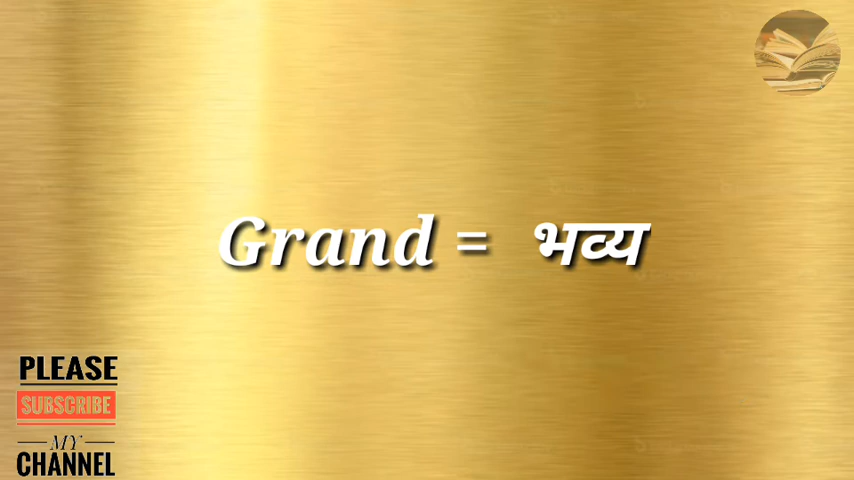 Grand = भव्य
PLEASE
SUBSCRIBE
MY
CHANNEL